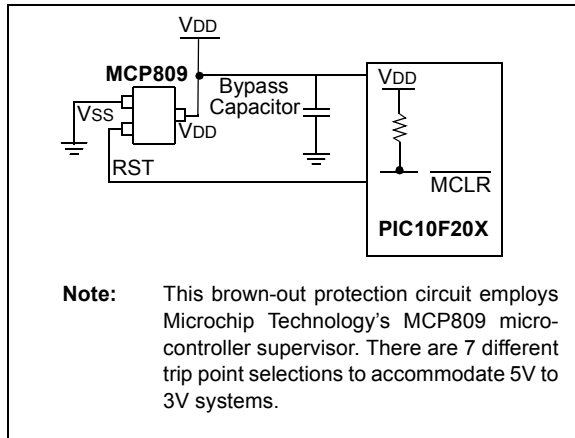 VDD
MCP809
Bypass
Capacitor
VDD
VSS
VDD
RST
MCLR
PIC10F20X
Note: This brown-out protection circuit employs
Microchip Technology’s MCP809 micro-
controller supervisor. There are 7 different
trip point selections to accommodate 5V to
3V systems.